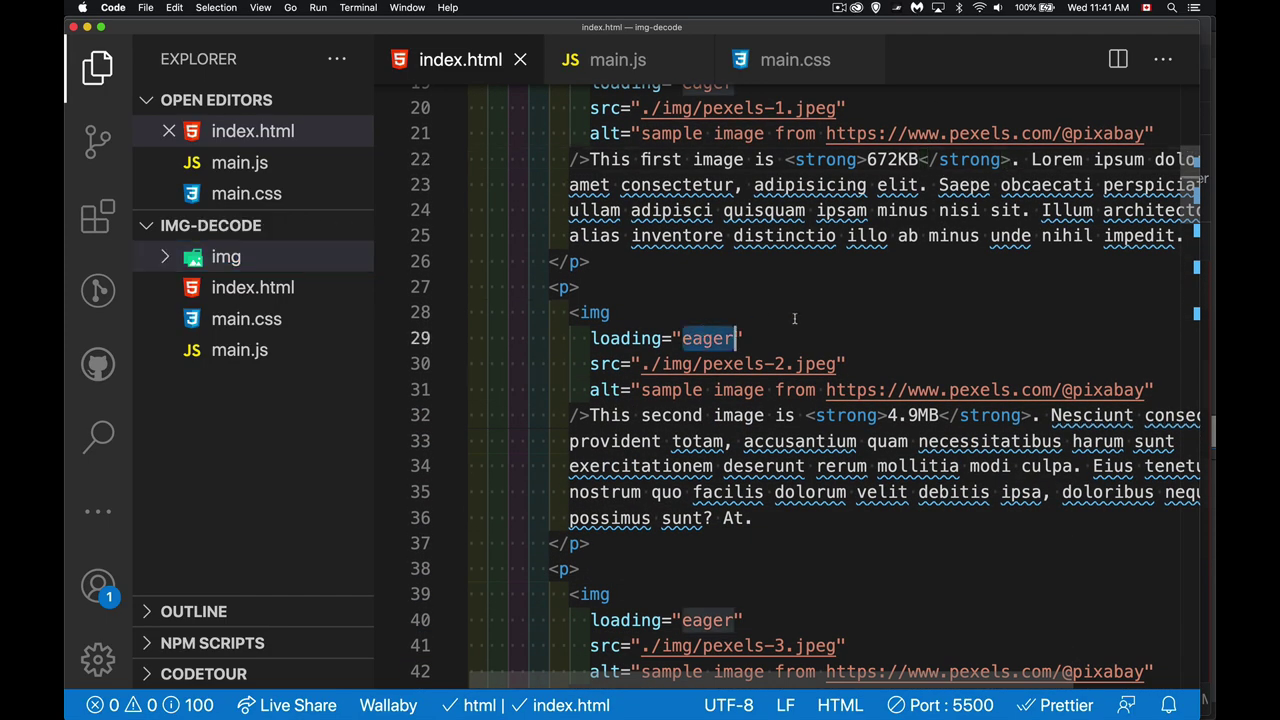 Code File Edit Selection View Go Run Terminal Window Help 100% Wed 11:41 AM
index.html — img-decode
EXPLORER
index.html
JS main.js
main.css
OPEN EDITORS
index.html
JS main.js
main.css
IMG-DECODE
img
index.html
main.css
JS main.js
OUTLINE
NPM SCRIPTS
CODETOUR
1
eager
20 src="./img/pexels-1.jpeg"
21 alt="sample image from https://www.pexels.com/@pixabay"
22 />This first image is <strong>672KB</strong>. Lorem ipsum dolo
23 amet consectetur, adipisicing elit. Saepe obcaecati perspicia
24 ullam adipisci quisquam ipsam minus nisi sit. Illum architecto
25 alias inventore distinctio illo ab minus unde nihil impedit.
26 </p>
27 <p>
28 <img
29 loading="eager"
30 src="./img/pexels-2.jpeg"
31 alt="sample image from https://www.pexels.com/@pixabay"
32 />This second image is <strong>4.9MB</strong>. Nesciunt consec
33 provident totam, accusantium quam necessitatibus harum sunt
34 exercitationem deserunt rerum mollitia modi culpa. Eius tenetu
35 nostrum quo facilis dolorum velit debitis ipsa, doloribus nequ
36 possimus sunt? At.
37 </p>
38 <p>
39 <img
40 loading="eager"
41 src="./img/pexels-3.jpeg"
42 alt="sample image from https://www.pexels.com/@pixabay"
0 0 100 Live Share Wallaby html | index.html UTF-8 LF HTML Port : 5500 Prettier